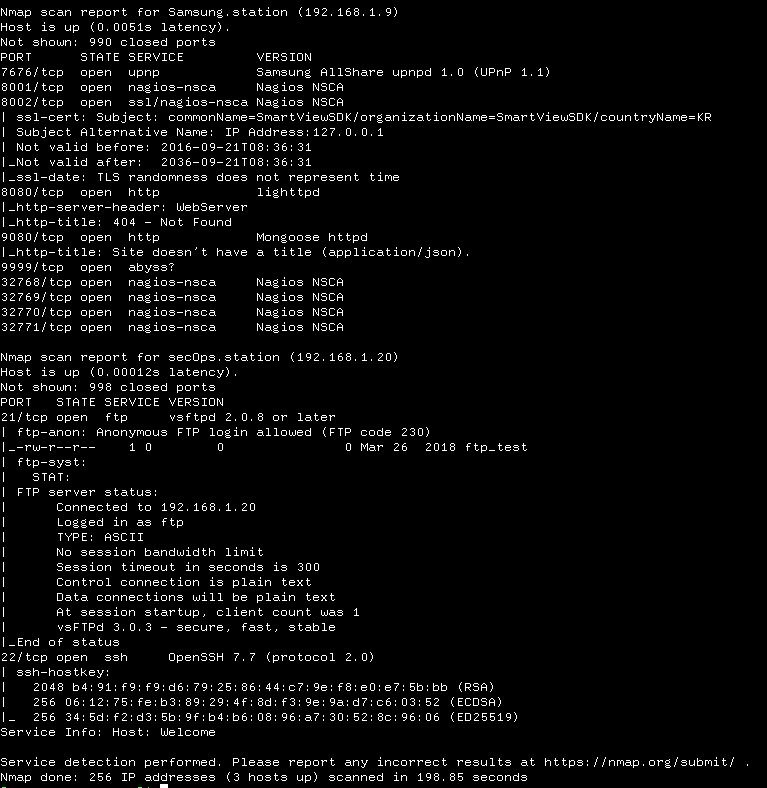 Nmap scan report for Samsung.station (192.168.1.9)
Host is up (0.0051s latency).
Not shown: 990 closed ports
PORT      STATE SERVICE         VERSION
7676/tcp  open  upnp            Samsung AllShare upnpd 1.0 (UPnP 1.1)
8001/tcp  open  nagios-nsca     Nagios NSCA
8002/tcp  open  ssl/nagios-nsca Nagios NSCA
| ssl-cert: Subject: commonName=SmartViewSDK/organizationName=SmartViewSDK/countryName=KR
| Subject Alternative Name: IP Address:127.0.0.1
| Not valid before: 2016-09-21T08:36:31
|_Not valid after:  2036-09-21T08:36:31
|_ssl-date: TLS randomness does not represent time
8080/tcp  open  http            lighttpd
|_http-server-header: WebServer
|_http-title: 404 - Not Found
9080/tcp  open  http            Mongoose httpd
|_http-title: Site doesn't have a title (application/json).
9999/tcp  open  abyss?
32768/tcp open  nagios-nsca     Nagios NSCA
32769/tcp open  nagios-nsca     Nagios NSCA
32770/tcp open  nagios-nsca     Nagios NSCA
32771/tcp open  nagios-nsca     Nagios NSCA

Nmap scan report for secOps.station (192.168.1.20)
Host is up (0.00012s latency).
Not shown: 998 closed ports
PORT   STATE SERVICE VERSION
21/tcp open  ftp     vsftpd 2.0.8 or later
| ftp-anon: Anonymous FTP login allowed (FTP code 230)
|_-rw-r--r--    1 0        0               0 Mar 26  2018 ftp_test
| ftp-syst:
|   STAT:
| FTP server status:
|      Connected to 192.168.1.20
|      Logged in as ftp
|      TYPE: ASCII
|      No session bandwidth limit
|      Session timeout in seconds is 300
|      Control connection is plain text
|      Data connections will be plain text
|      At session startup, client count was 1
|      vsFTPd 3.0.3 - secure, fast, stable
|_End of status
22/tcp open  ssh     OpenSSH 7.7 (protocol 2.0)
| ssh-hostkey:
|   2048 b4:91:f9:f9:d6:79:25:86:44:c7:9e:f8:e0:e7:5b:bb (RSA)
|   256 06:12:75:fe:b3:89:29:4f:8d:f3:9e:9a:d7:c6:03:52 (ECDSA)
|_  256 34:5d:f2:d3:5b:9f:b4:b6:08:96:a7:30:52:8c:96:06 (ED25519)
Service Info: Host: Welcome

Service detection performed. Please report any incorrect results at https://nmap.org/submit/ .
Nmap done: 256 IP addresses (3 hosts up) scanned in 198.85 seconds